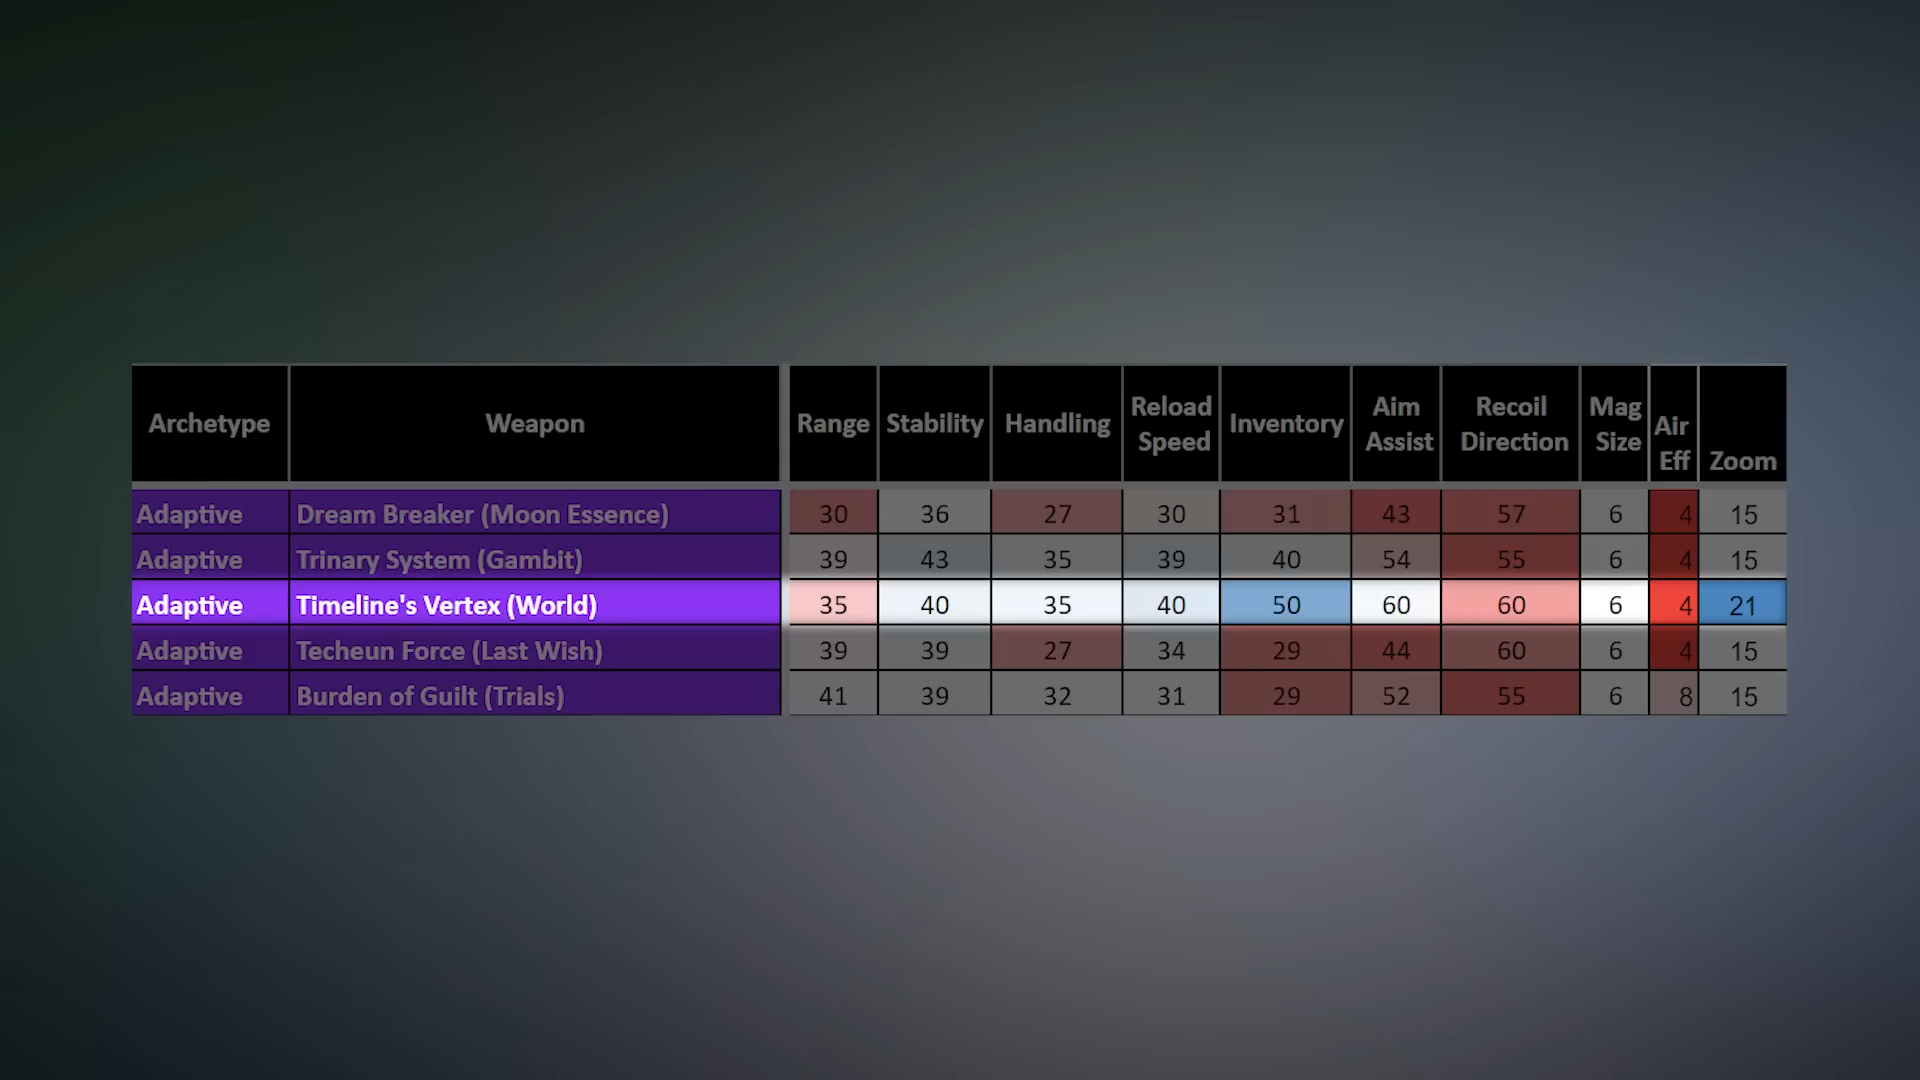 Archetype Weapon Range Stability Handling Reload Speed Inventory Aim Assist Recoil Direction Mag Size Air Eff Zoom
Adaptive Dream Breaker (Moon Essence) 30 36 27 30 31 43 57 6 4 15
Adaptive Trinary System (Gambit) 39 43 35 39 40 54 55 6 4 15
Adaptive Timeline's Vertex (World) 35 40 35 40 50 60 60 6 4 21
Adaptive Techeun Force (Last Wish) 39 39 27 34 29 44 60 6 4 15
Adaptive Burden of Guilt (Trials) 41 39 32 31 29 52 55 6 8 15